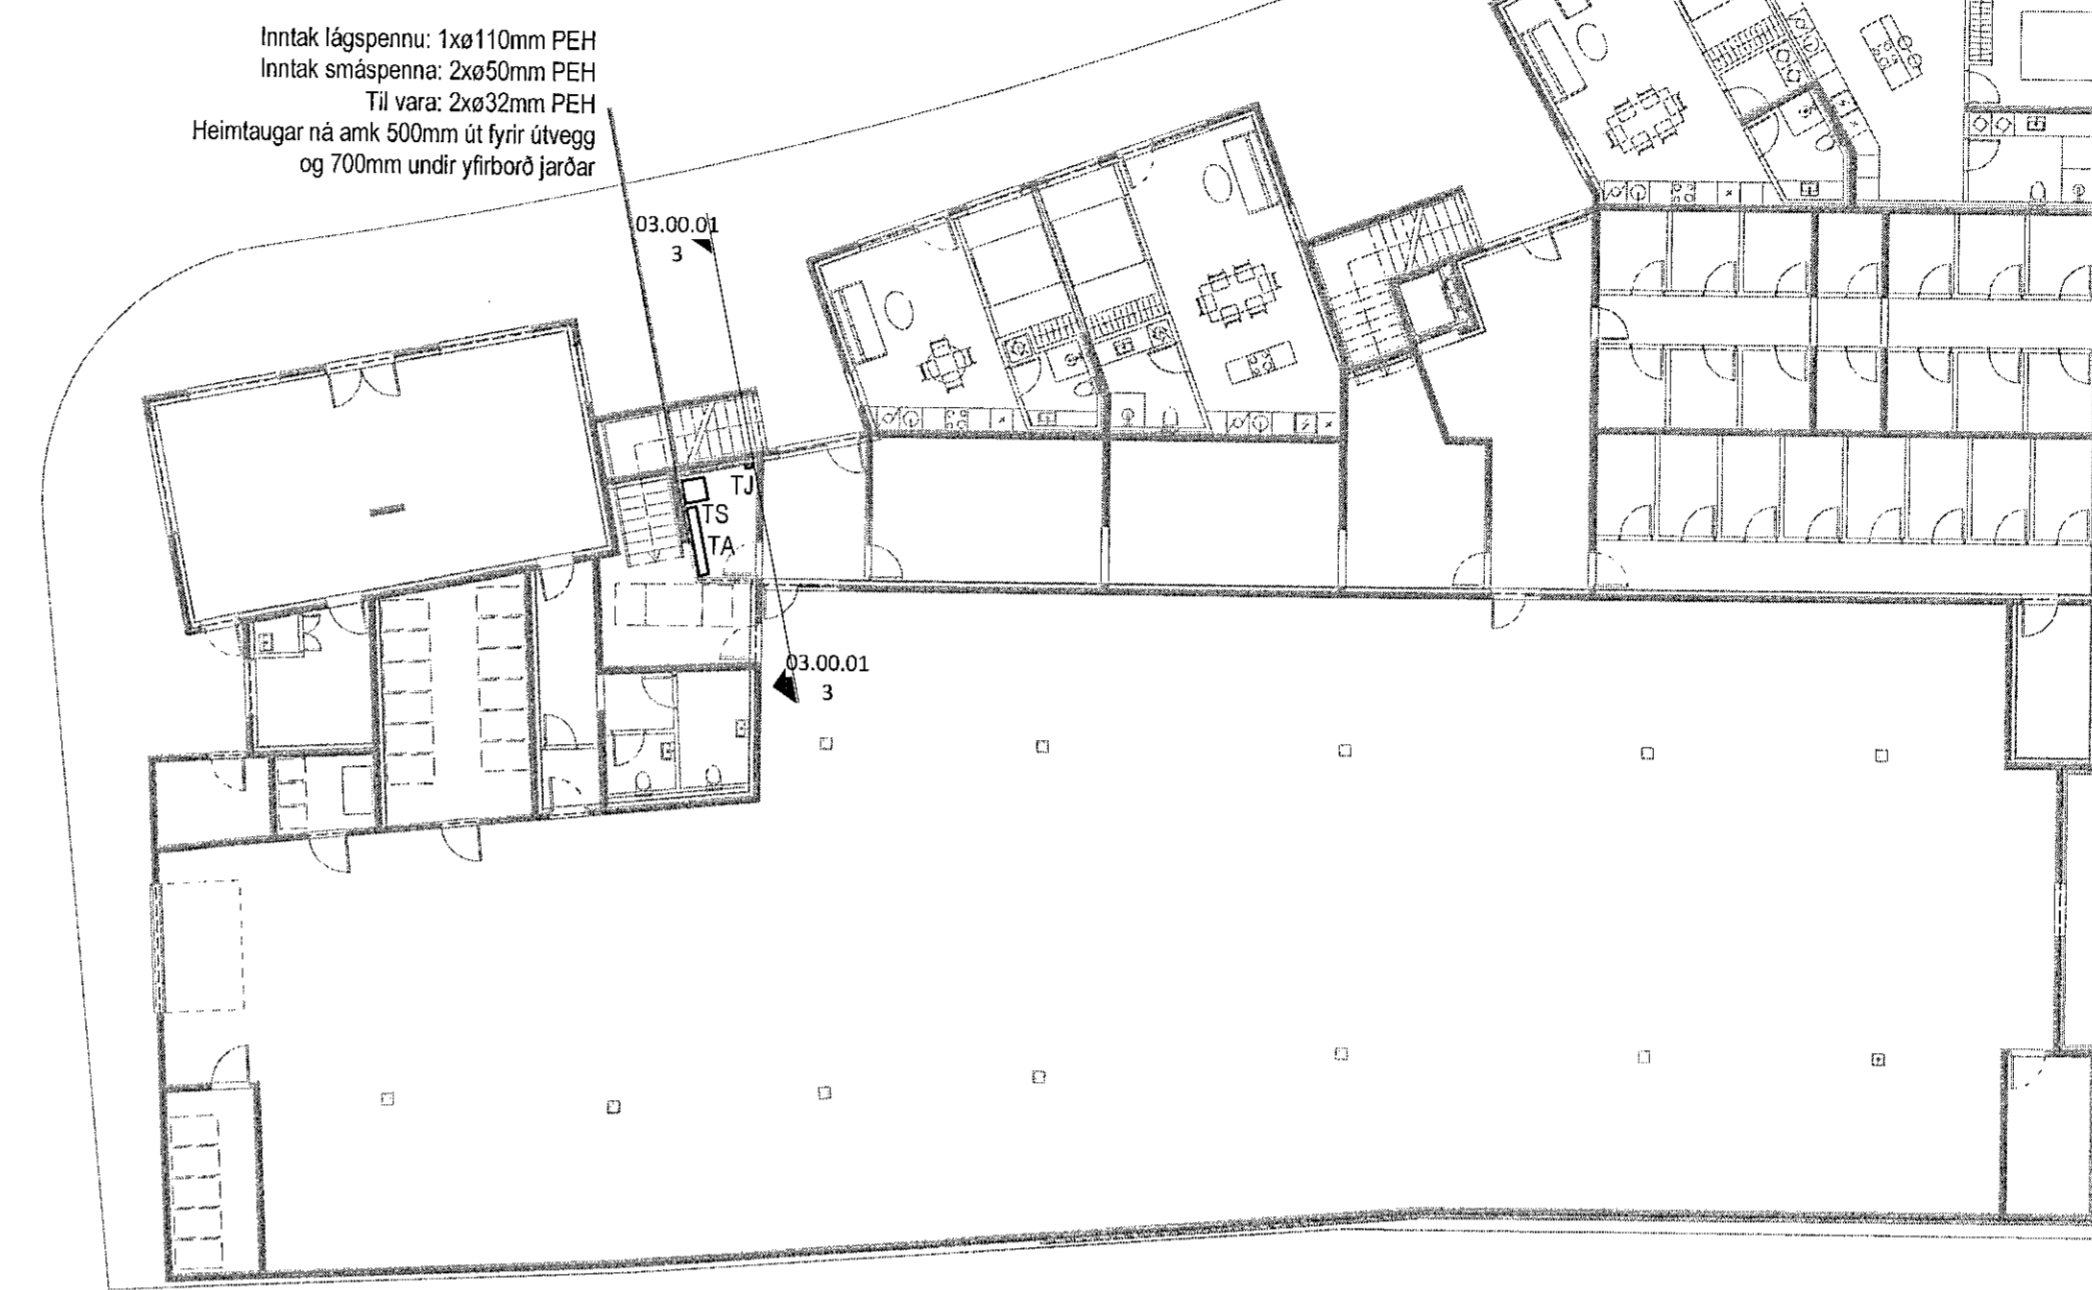 Inntak lágspennu: 1xø110mm PEH
Inntak smáspenna: 2xø50mm PEH
Til vara: 2xø32mm PEH
Heimtaugar ná amk 500mm út fyrir útvegg
og 700mm undir yfirborð jarðar
03.00.01
3
TJ
TS
TA
03.00.01
3